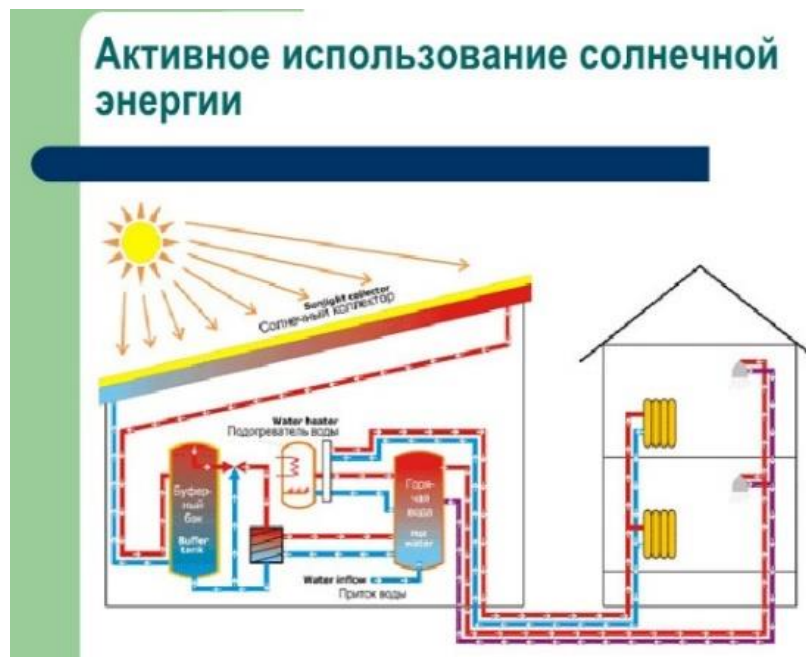 Активное использование солнечной
энергии
Sunlight collector
Солнечный коллектор
Water heater
Подогреватель воды
Буфер-
ный
бак
Buffer
tank
Горя-
чая
вода
Hot
water
Water inflow
Приток воды